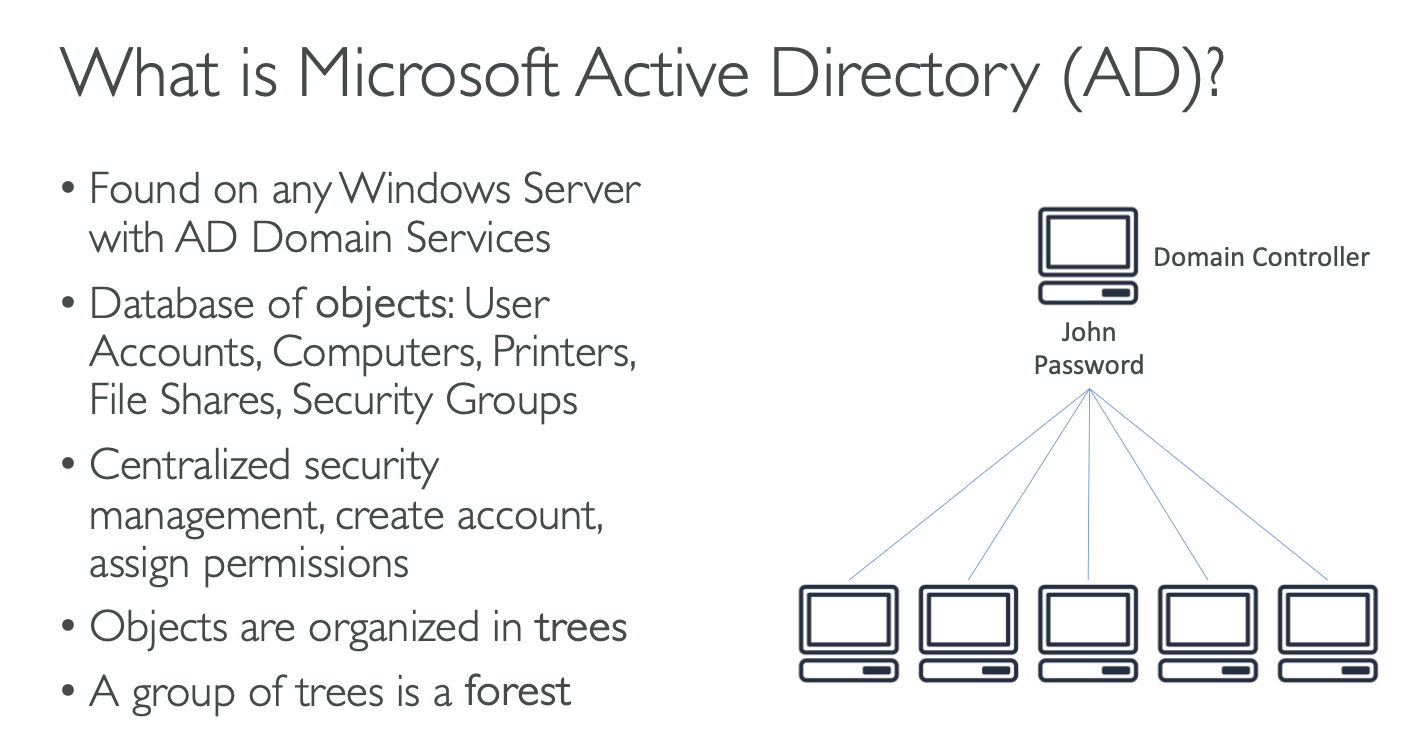 What is Microsoft Active Directory (AD)?
• Found on any Windows Server
with AD Domain Services
• Database of objects: User
Accounts, Computers, Printers,
File Shares, Security Groups
• Centralized security
management, create account,
assign permissions
• Objects are organized in trees
• A group of trees is a forest
Domain Controller
John
Password